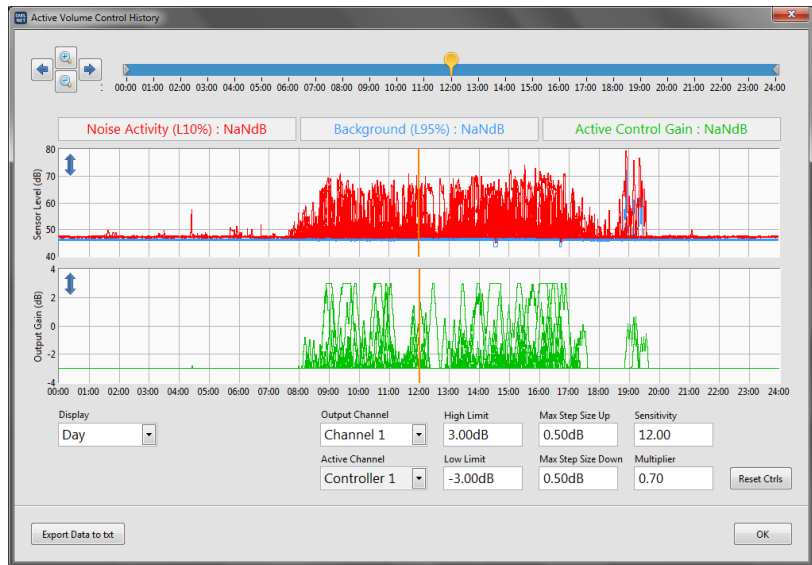 Active Volume Control History
00:00 01:00 02:00 03:00 04:00 05:00 06:00 07:00 08:00 09:00 10:00 11:00 12:00 13:00 14:00 15:00 16:00 17:00 18:00 19:00 20:00 21:00 22:00 23:00 24:00
Noise Activity (L10%) : NaNdB
Background (L95%) : NaNdB
Active Control Gain : NaNdB
Sensor Level (dB)
80
70
60
50
40
Output Gain (dB)
4
2
0
-2
-4
00:00 01:00 02:00 03:00 04:00 05:00 06:00 07:00 08:00 09:00 10:00 11:00 12:00 13:00 14:00 15:00 16:00 17:00 18:00 19:00 20:00 21:00 22:00 23:00 24:00
Display
Day
Output Channel
Channel 1
High Limit
3.00dB
Max Step Size Up
0.50dB
Sensitivity
12.00
Active Channel
Controller 1
Low Limit
-3.00dB
Max Step Size Down
0.50dB
Multiplier
0.70
Reset Ctrls
Export Data to txt
OK